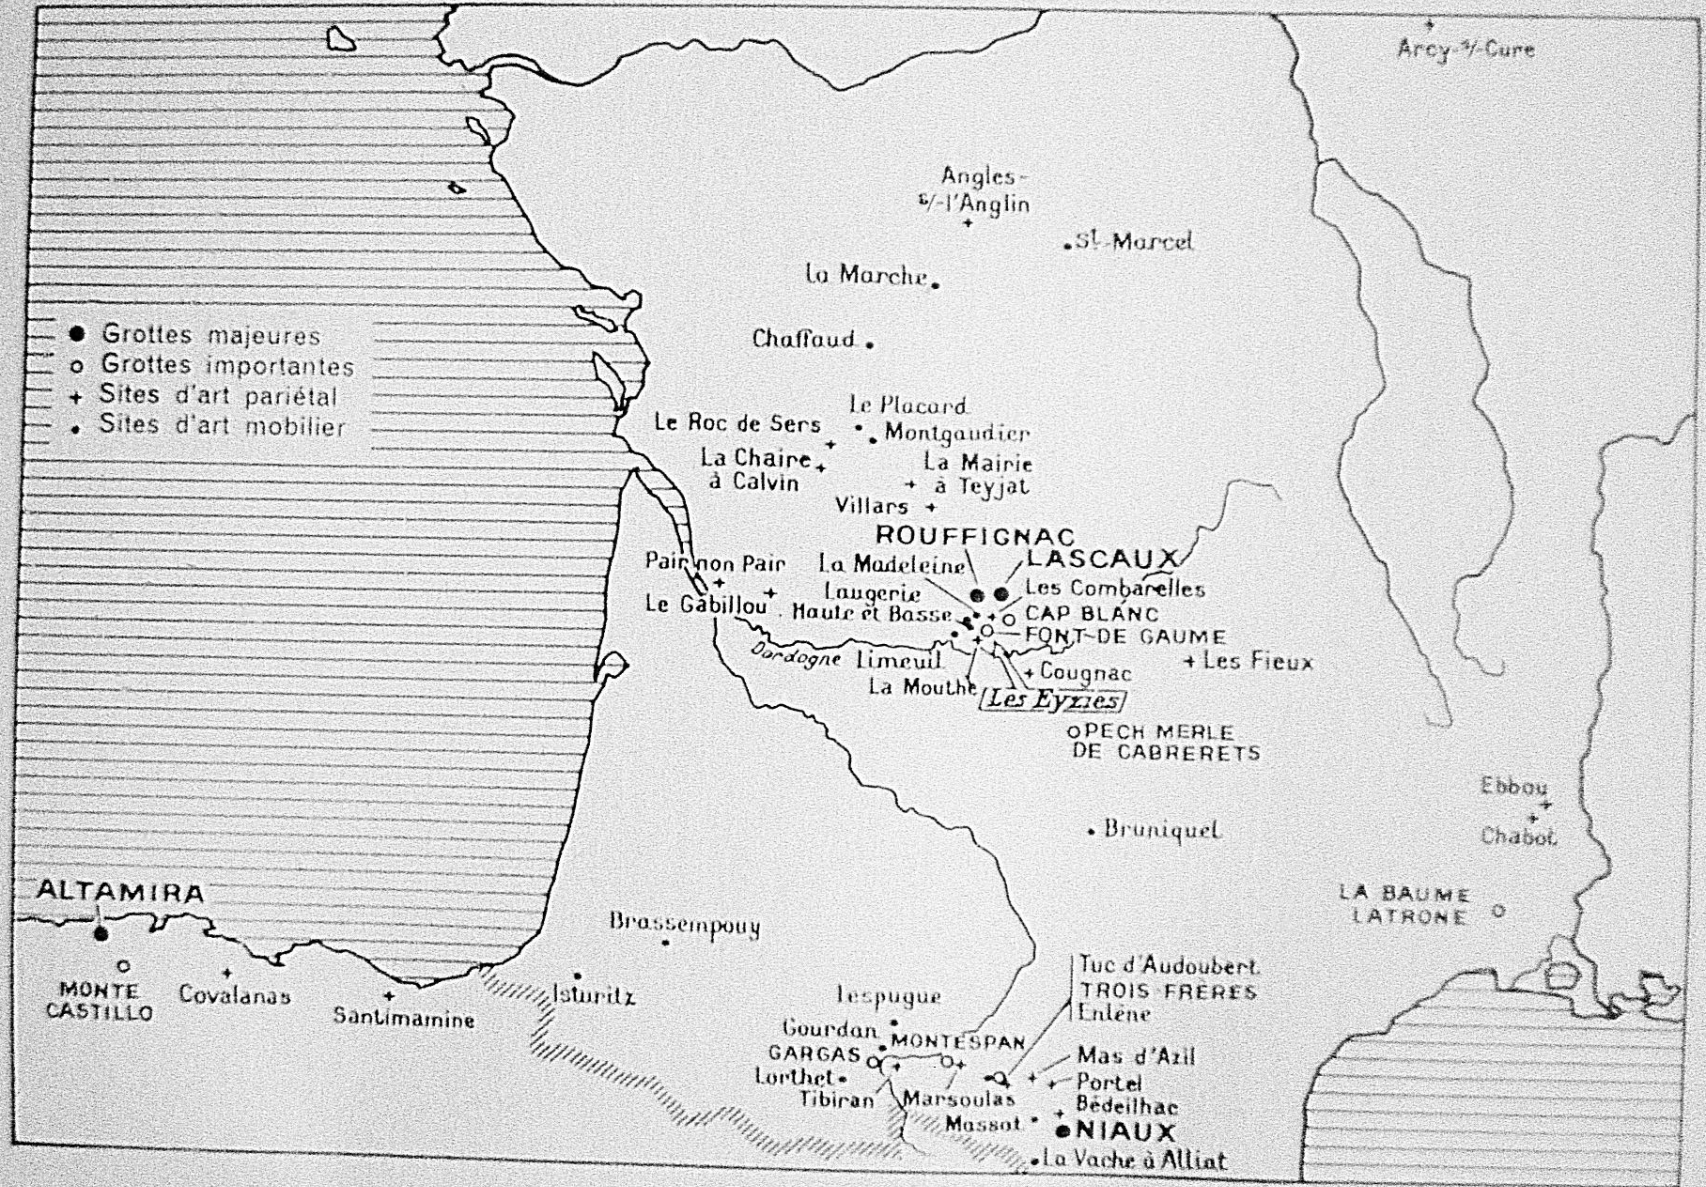 Arcy-s/-Cure
Angles-
s/-l'Anglin
St-Marcel
La Marche
Chaffaud
Grottes majeures
Grottes importantes
Sites d'art pariétal
Sites d'art mobilier
Le Placard
Le Roc de Sers
Montgaudier
La Chaire
à Calvin
La Mairie
à Teyjat
Villars
ROUFFIGNAC
LASCAUX
Pair non Pair
La Madeleine
Les Combarelles
Le Gabillou
Laugerie
Haute et Basse
CAP BLANC
FONT-DE GAUME
Dordogne
Limeuil
Les Fieux
La Mouthe
Cougnac
Les Eyzies
PECH MERLE
DE CABRERETS
Ebbou
Chabot
Bruniquel
ALTAMIRA
LA BAUME
LATRONE
Brassempouy
MONTE
CASTILLO
Covalanas
Santimamine
Isturitz
Lespugue
Tuc d'Audoubert
TROIS-FRÈRES
Enlène
Gourdan
MONTESPAN
GARGAS
Mas d'Azil
Lorthet
Portel
Tibiran
Marsoulas
Bédeilhac
Massat
NIAUX
La Vache à Alliat